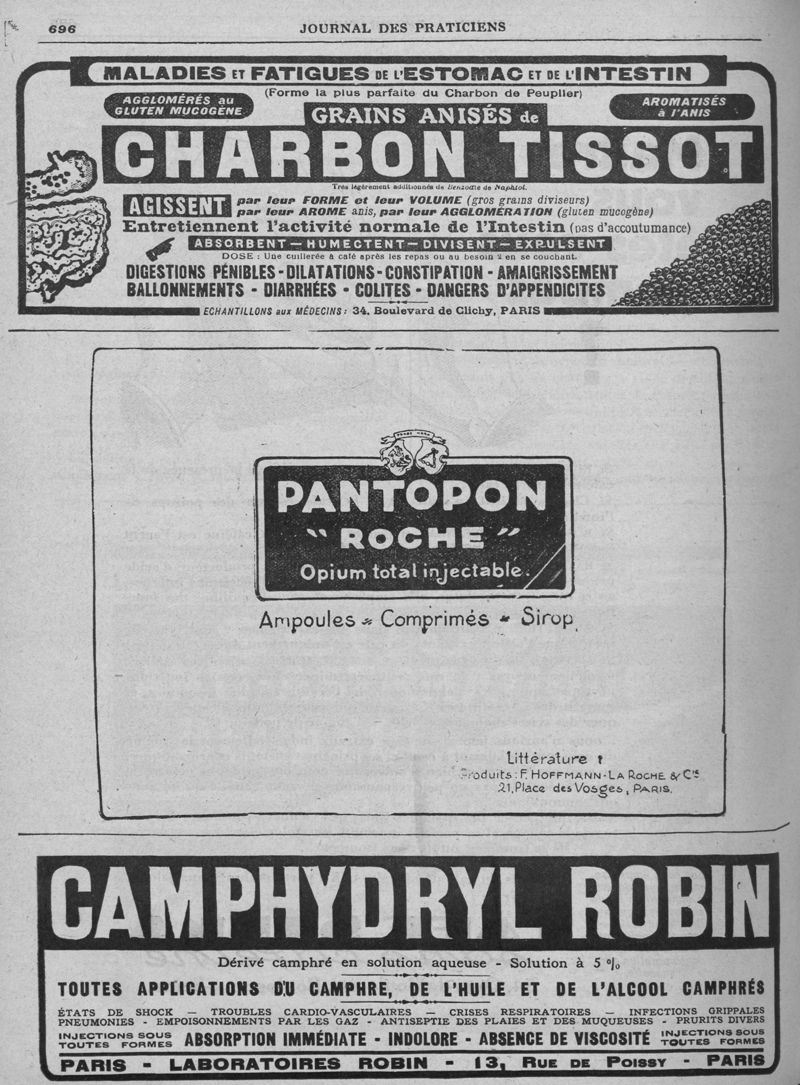 696
JOURNAL DES PRATICIENS
MALADIES ET FATIGUES DE L'ESTOMAC ET DE L'INTESTIN
(Forme la plus parfaite du Charbon de Peuplier)
AGGLOMÉRÉS au
GLUTEN MUCOGÈNE
AROMATISÉS
à l'ANIS
GRAINS ANISÉS de
CHARBON TISSOT
Très légèrement additionnés de Benzoate de Naphtol.
AGISSENT
par leur FORME et leur VOLUME (gros grains diviseurs)
par leur AROME anis, par leur AGGLOMÉRATION (gluten mucogène)
Entretiennent l'activité normale de l'Intestin (pas d'accoutumance)
ABSORBENT — HUMECTENT — DIVISENT — EXPULSENT
DOSE : Une cuillerée à café après les repas ou au besoin 2 en se couchant.
DIGESTIONS PÉNIBLES - DILATATIONS - CONSTIPATION - AMAIGRISSEMENT
BALLONNEMENTS - DIARRHÉES - COLITES - DANGERS D'APPENDICITES
ECHANTILLONS aux MÉDECINS : 34, Boulevard de Clichy, PARIS
PANTOPON
"ROCHE"
Opium total injectable.
Ampoules - Comprimés - Sirop
Littérature :
Produits : F. HOFFMANN-LA ROCHE & Cie
21, Place des Vosges, PARIS.
CAMPHYDRYL ROBIN
Dérivé camphré en solution aqueuse - Solution à 5 %
TOUTES APPLICATIONS DU CAMPHRE, DE L'HUILE ET DE L'ALCOOL CAMPHRÉS
ÉTATS DE SHOCK — TROUBLES CARDIO-VASCULAIRES — CRISES RESPIRATOIRES — INFECTIONS GRIPPALES
PNEUMONIES - EMPOISONNEMENTS PAR LES GAZ - ANTISEPTIE DES PLAIES ET DES MUQUEUSES - PRURITS DIVERS
INJECTIONS SOUS
TOUTES FORMES
ABSORPTION IMMÉDIATE - INDOLORE - ABSENCE DE VISCOSITÉ
INJECTIONS SOUS
TOUTES FORMES
PARIS - LABORATOIRES ROBIN - 13, RUE DE POISSY - PARIS